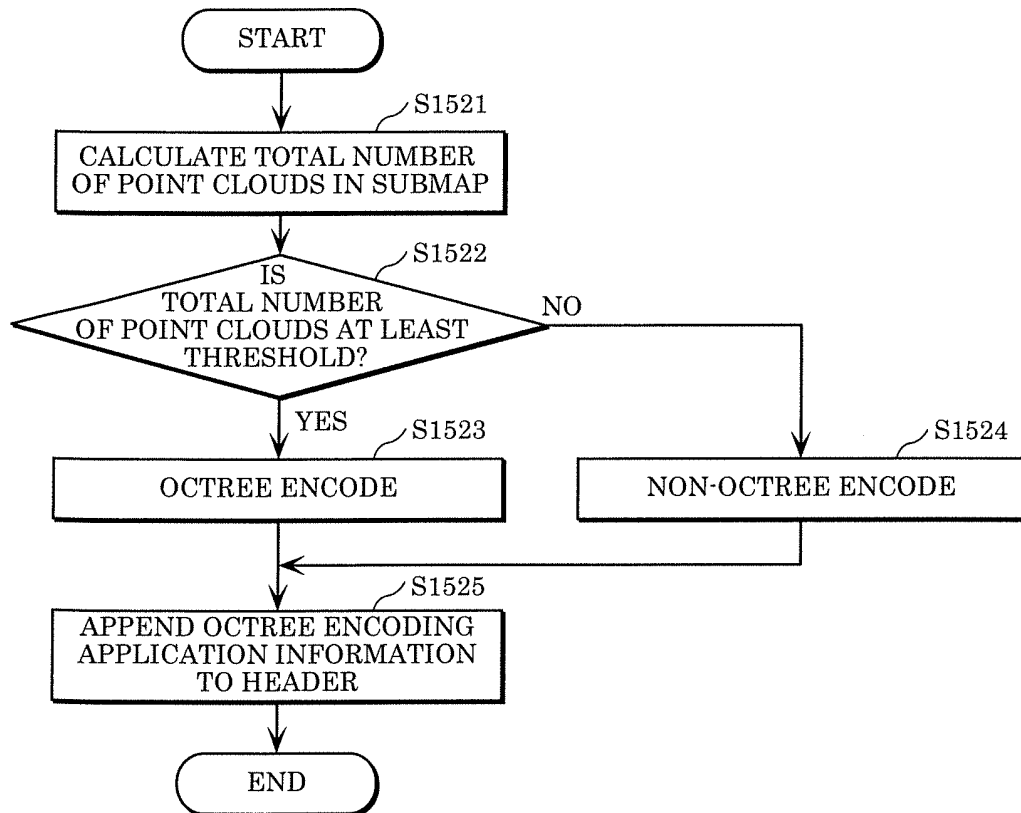 START
S1521
CALCULATE TOTAL NUMBER
OF POINT CLOUDS IN SUBMAP
S1522
IS
TOTAL NUMBER
OF POINT CLOUDS AT LEAST
THRESHOLD?
NO
YES
S1523
OCTREE ENCODE
S1524
NON-OCTREE ENCODE
S1525
APPEND OCTREE ENCODING
APPLICATION INFORMATION
TO HEADER
END